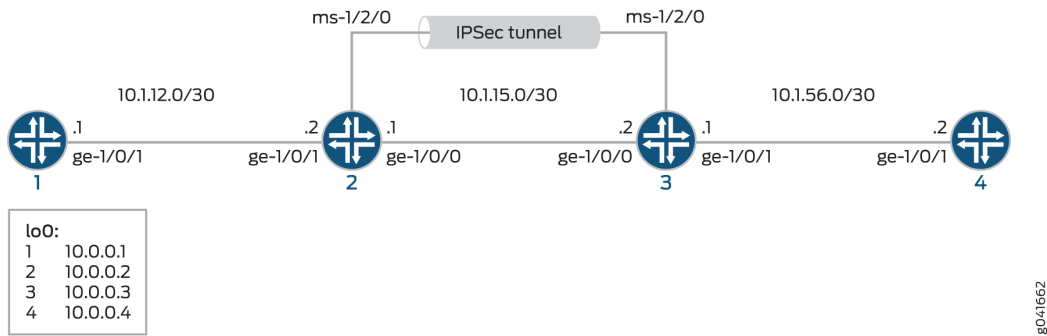 ms-1/2/0 IPSec tunnel ms-1/2/0
10.1.12.0/30 10.1.15.0/30 10.1.56.0/30
.1 .2 .1 .2 .1 .2
ge-1/0/1 ge-1/0/1 ge-1/0/0 ge-1/0/0 ge-1/0/1 ge-1/0/1
1 2 3 4
lo0:
1 10.0.0.1
2 10.0.0.2
3 10.0.0.3
4 10.0.0.4
g041662